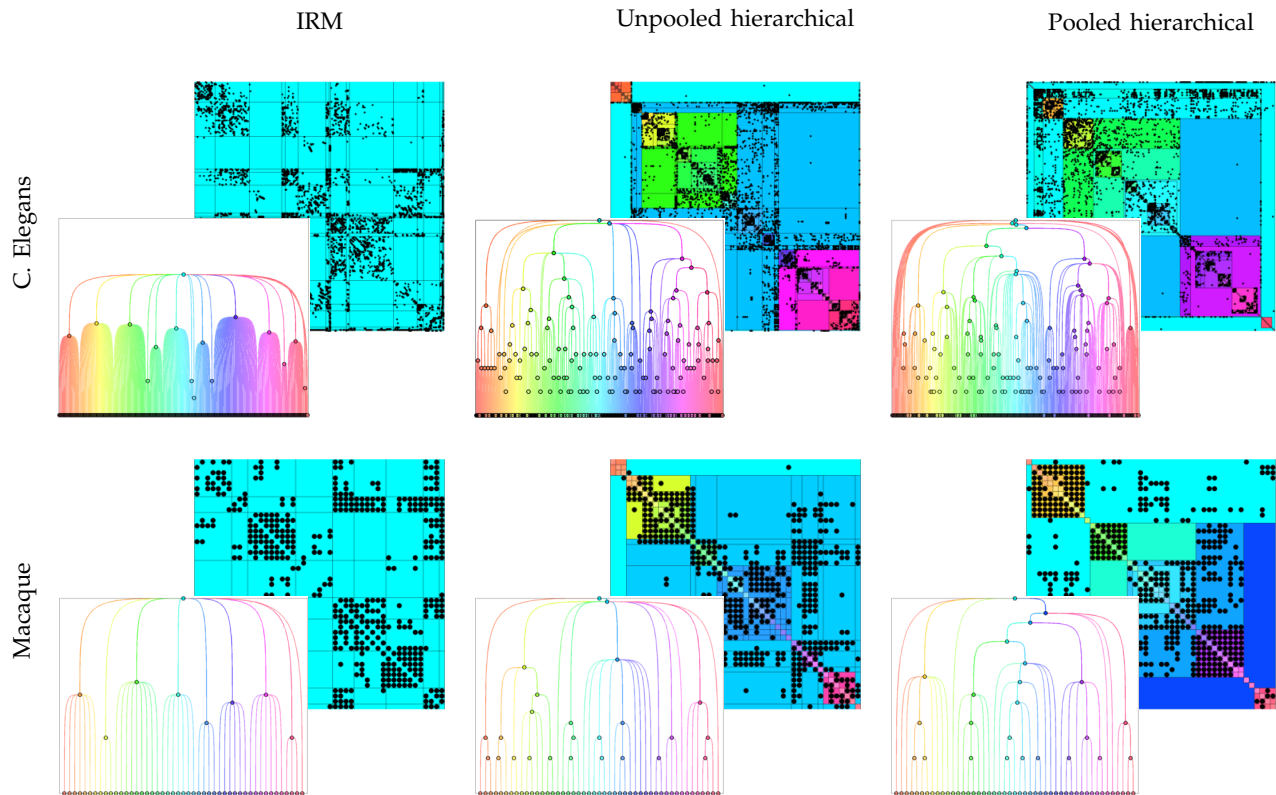 IRM
Unpooled hierarchical
Pooled hierarchical
C. Elegans
Macaque